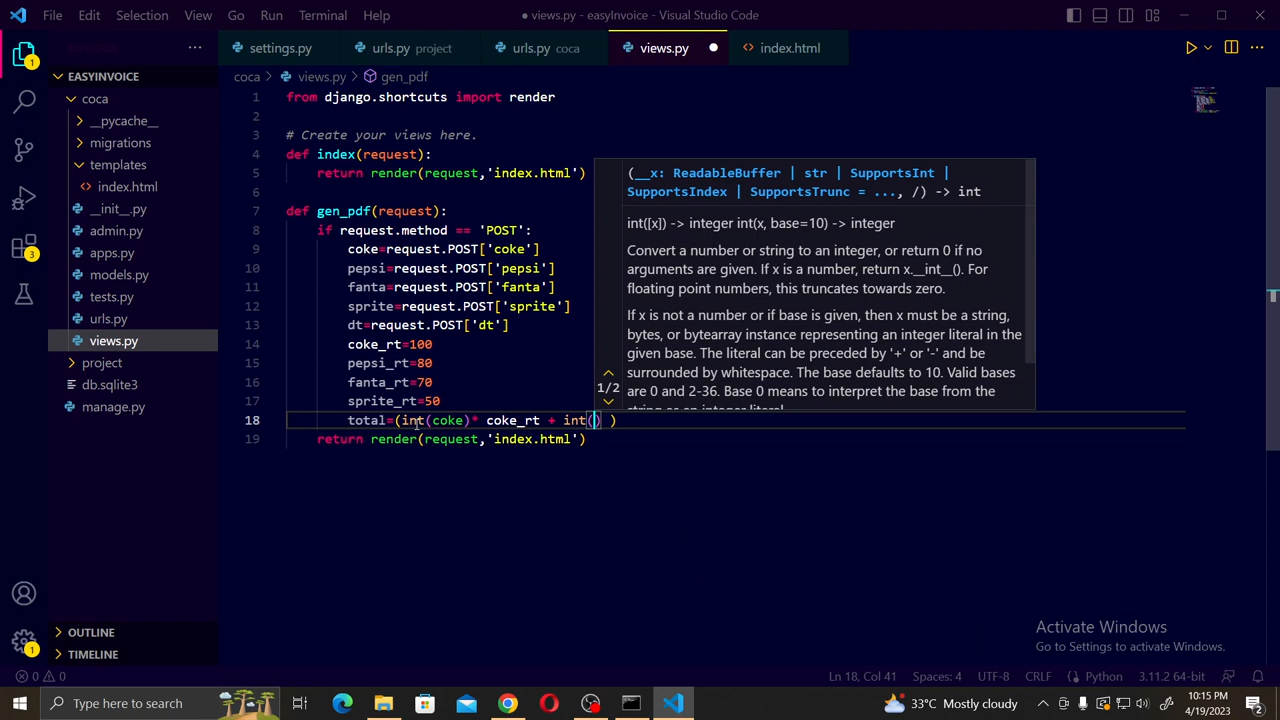 File Edit Selection View Go Run Terminal Help
● views.py - easyInvoice - Visual Studio Code
settings.py urls.py project urls.py coca views.py index.html
coca > views.py > gen_pdf
EASYINVOICE
coca
__pycache__
migrations
templates
index.html
__init__.py
admin.py
apps.py
models.py
tests.py
urls.py
views.py
project
db.sqlite3
manage.py
OUTLINE
TIMELINE
1 from django.shortcuts import render
2
3 # Create your views here.
4 def index(request):
5 return render(request,'index.html')
6
7 def gen_pdf(request):
8 if request.method == 'POST':
9 coke=request.POST['coke']
10 pepsi=request.POST['pepsi']
11 fanta=request.POST['fanta']
12 sprite=request.POST['sprite']
13 dt=request.POST['dt']
14 coke_rt=100
15 pepsi_rt=80
16 fanta_rt=70
17 sprite_rt=50
18 total=(int(coke)* coke_rt + int() )
19 return render(request,'index.html')
(__x: ReadableBuffer | str | SupportsInt |
SupportsIndex | SupportsTrunc = ..., /) -> int
int([x]) -> integer int(x, base=10) -> integer
Convert a number or string to an integer, or return 0 if no
arguments are given. If x is a number, return x.__int__(). For
floating point numbers, this truncates towards zero.
If x is not a number or if base is given, then x must be a string,
bytes, or bytearray instance representing an integer literal in the
given base. The literal can be preceded by '+' or '-' and be
surrounded by whitespace. The base defaults to 10. Valid bases
are 0 and 2-36. Base 0 means to interpret the base from the
string as an integer literal.
1/2
1
3
1
Activate Windows
Go to Settings to activate Windows.
0 0 Ln 18, Col 41 Spaces: 4 UTF-8 CRLF Python 3.11.2 64-bit
Type here to search 33°C Mostly cloudy 10:15 PM
4/19/2023 2